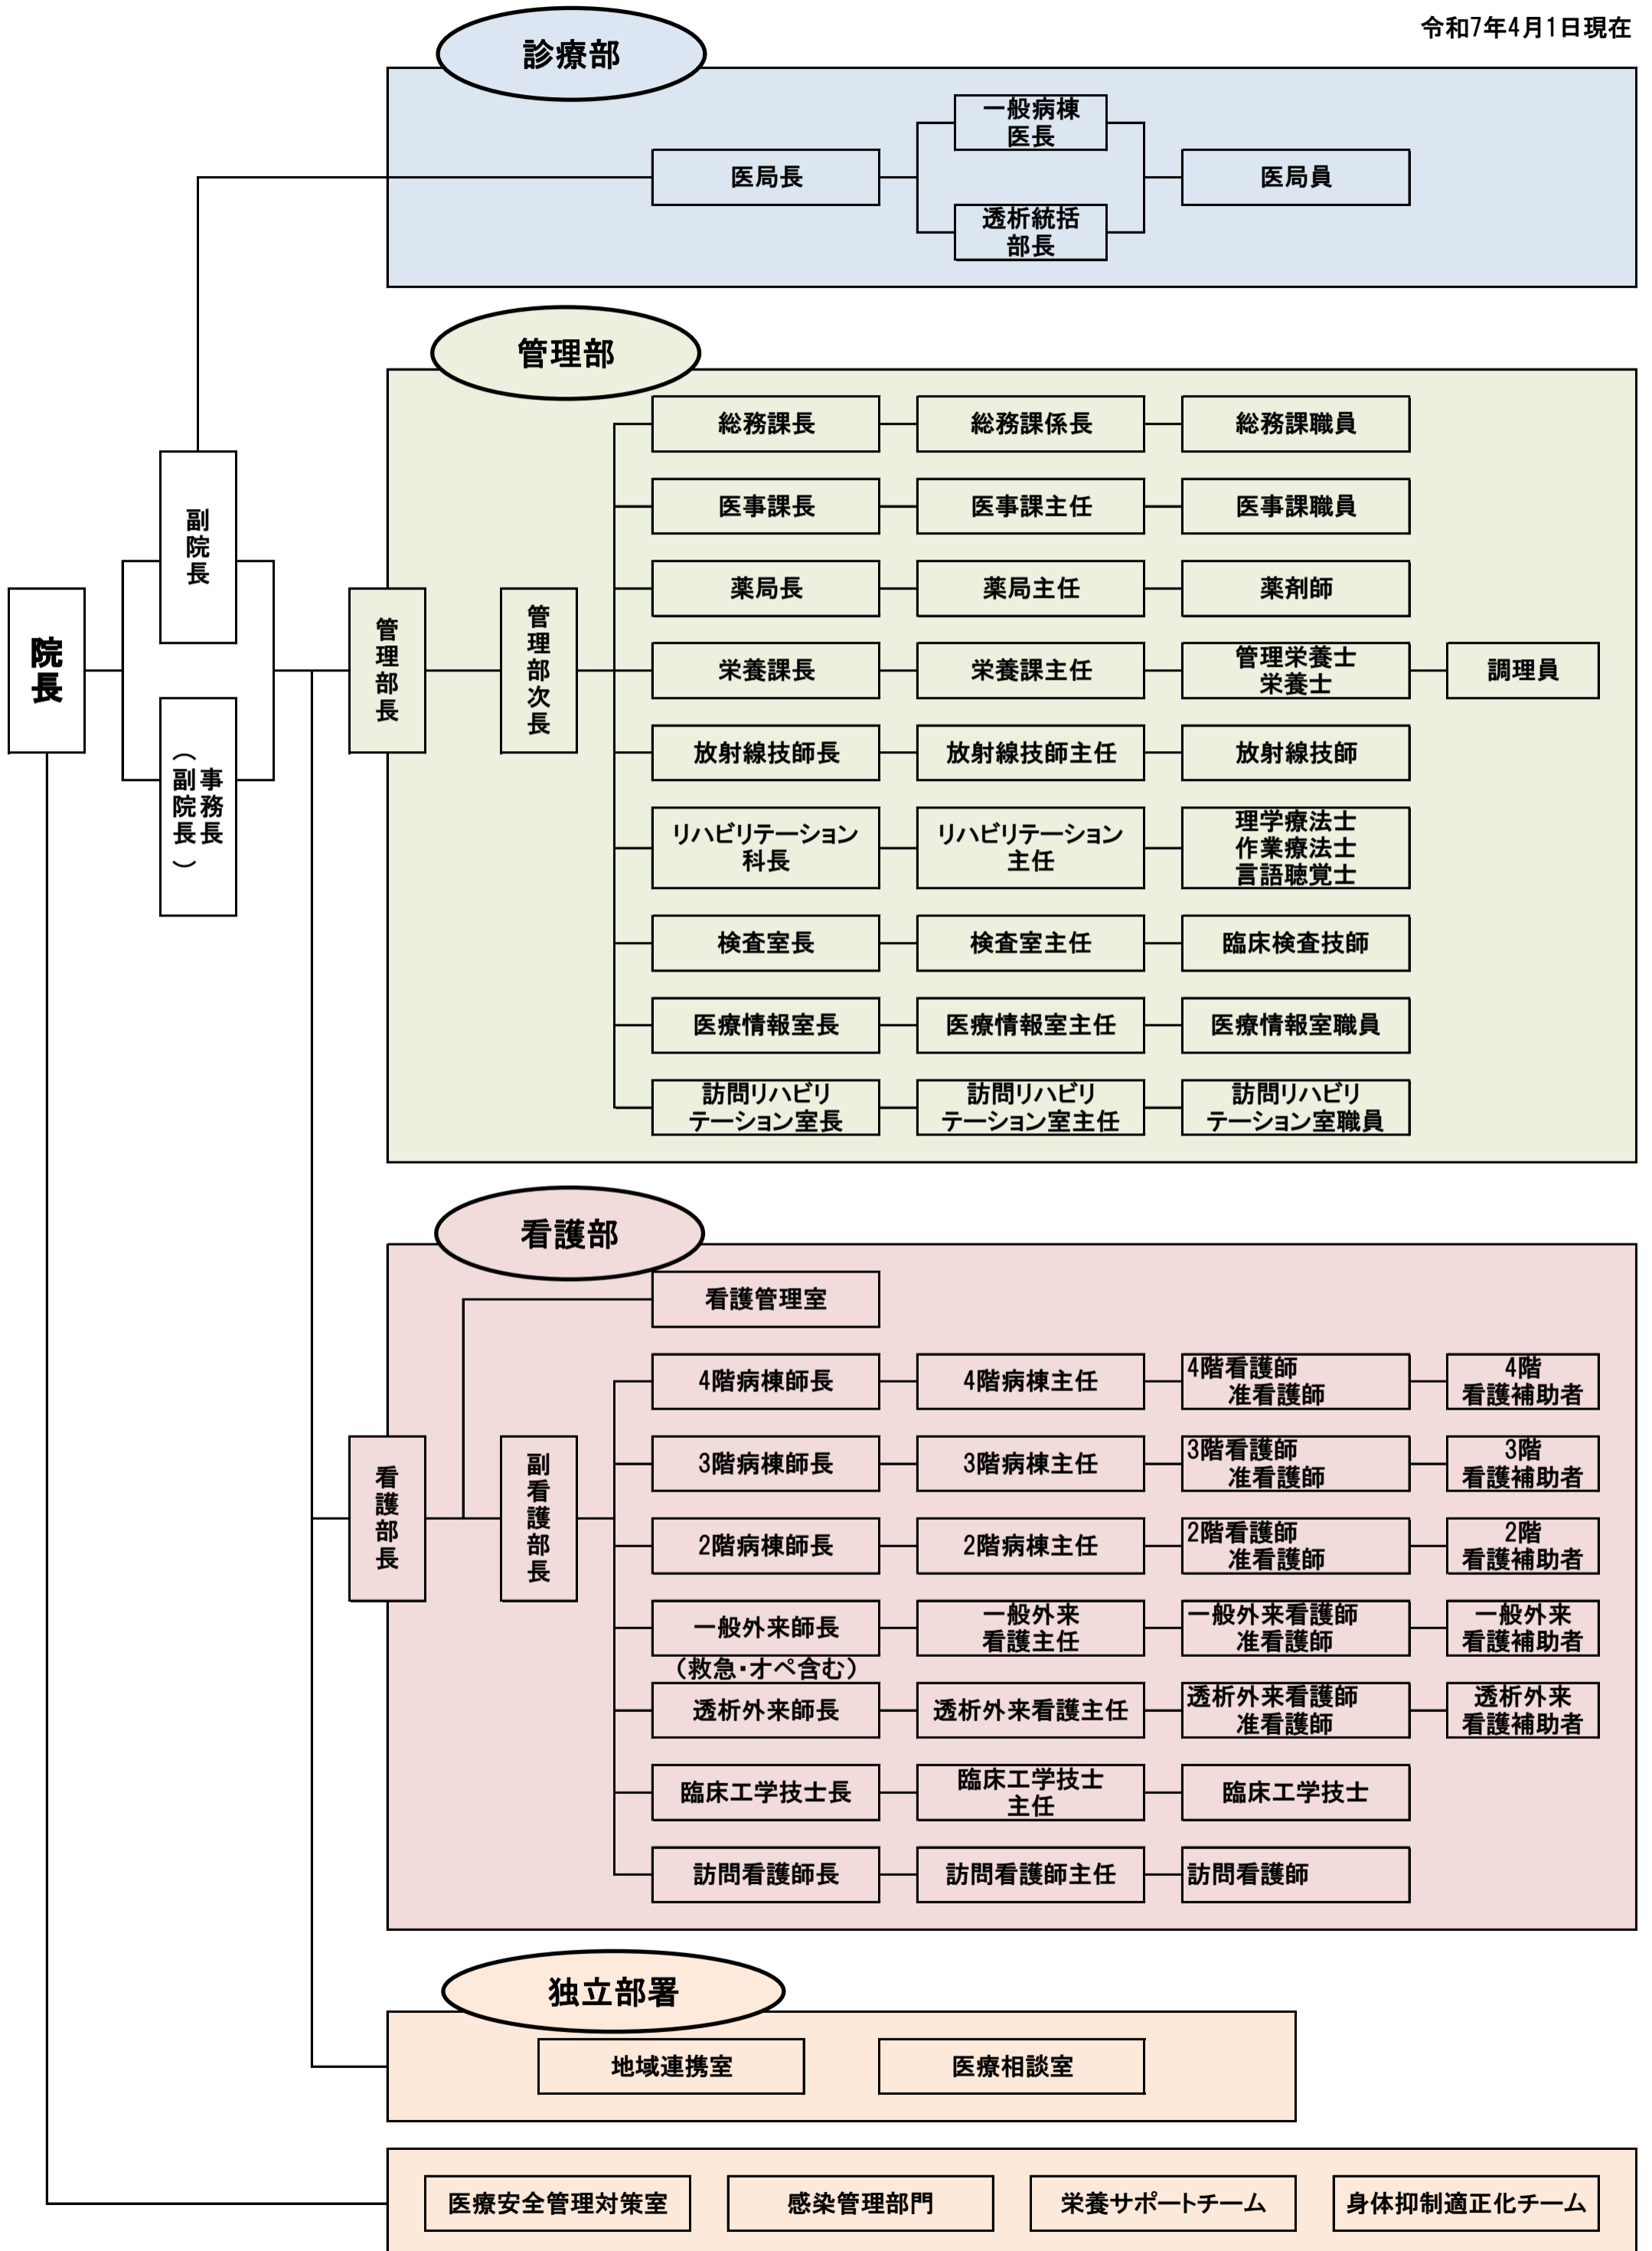 令和7年4月1日現在
診療部
一般病棟
医長
医局長
医局員
透析統括
部長
管理部
総務課長
総務課係長
総務課職員
医事課長
医事課主任
医事課職員
副院長
薬局長
薬局主任
薬剤師
院長
管理部長
管理部次長
栄養課長
栄養課主任
管理栄養士
栄養士
調理員
事務長
（副院長）
放射線技師長
放射線技師主任
放射線技師
リハビリテーション
科長
リハビリテーション
主任
理学療法士
作業療法士
言語聴覚士
検査室長
検査室主任
臨床検査技師
医療情報室長
医療情報室主任
医療情報室職員
訪問リハビリ
テーション室長
訪問リハビリ
テーション室主任
訪問リハビリ
テーション室職員
看護部
看護管理室
4階病棟師長
4階病棟主任
4階看護師
准看護師
4階
看護補助者
看護部長
副看護部長
3階病棟師長
3階病棟主任
3階看護師
准看護師
3階
看護補助者
2階病棟師長
2階病棟主任
2階看護師
准看護師
2階
看護補助者
一般外来師長
（救急・オペ含む）
一般外来
看護主任
一般外来看護師
准看護師
一般外来
看護補助者
透析外来師長
透析外来看護主任
透析外来看護師
准看護師
透析外来
看護補助者
臨床工学技士長
臨床工学技士
主任
臨床工学技士
訪問看護師長
訪問看護師主任
訪問看護師
独立部署
地域連携室
医療相談室
医療安全管理対策室
感染管理部門
栄養サポートチーム
身体抑制適正化チーム